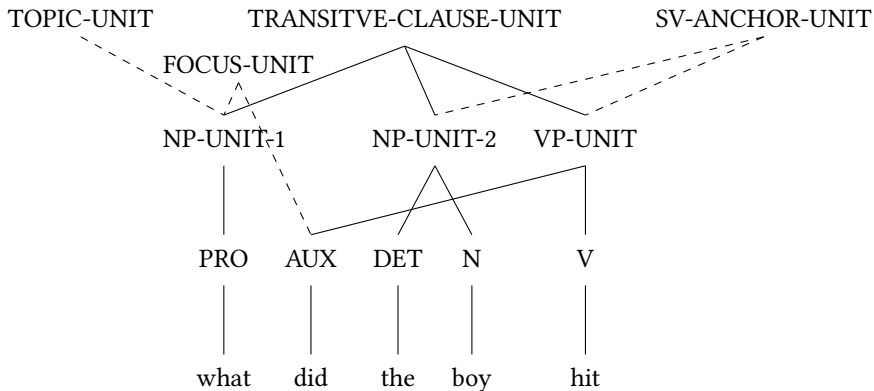 TOPIC-UNIT TRANSITVE-CLAUSE-UNIT SV-ANCHOR-UNIT
FOCUS-UNIT
NP-UNIT-1 NP-UNIT-2 VP-UNIT
PRO AUX DET N V
what did the boy hit